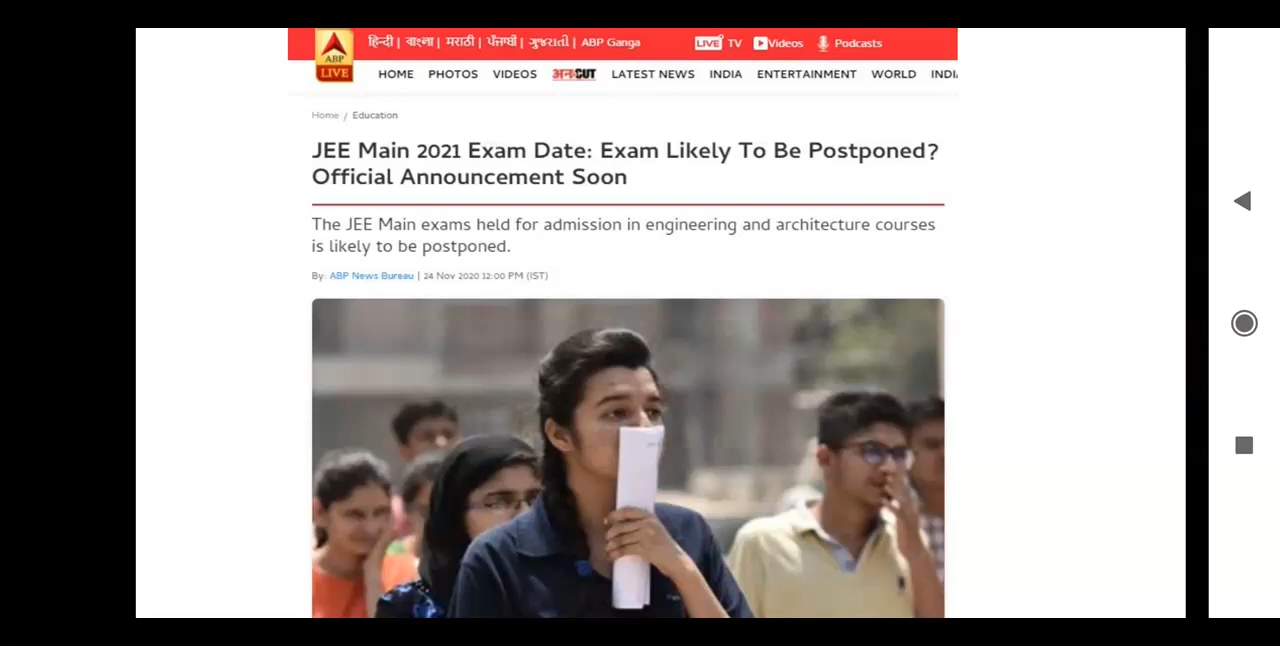 हिन्दी | বাংলা | मराठी | ਪੰਜਾਬੀ | ગુજરાતી | ABP Ganga LIVE TV Videos Podcasts
ABP
LIVE
HOME PHOTOS VIDEOS अनCUT LATEST NEWS INDIA ENTERTAINMENT WORLD INDI
Home / Education
JEE Main 2021 Exam Date: Exam Likely To Be Postponed?
Official Announcement Soon
The JEE Main exams held for admission in engineering and architecture courses
is likely to be postponed.
By: ABP News Bureau | 24 Nov 2020 12:00 PM (IST)